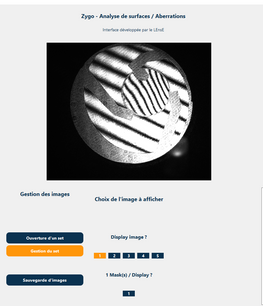 Zygo - Analyse de surfaces / Aberrations
Interface développée par le LEnsE
Gestion des images
Choix de l'image à afficher
Ouverture d'un set
Display image ?
Gestion du set
1 2 3 4 5
Sauvegarde d'images
1 Mask(s) / Display ?
1